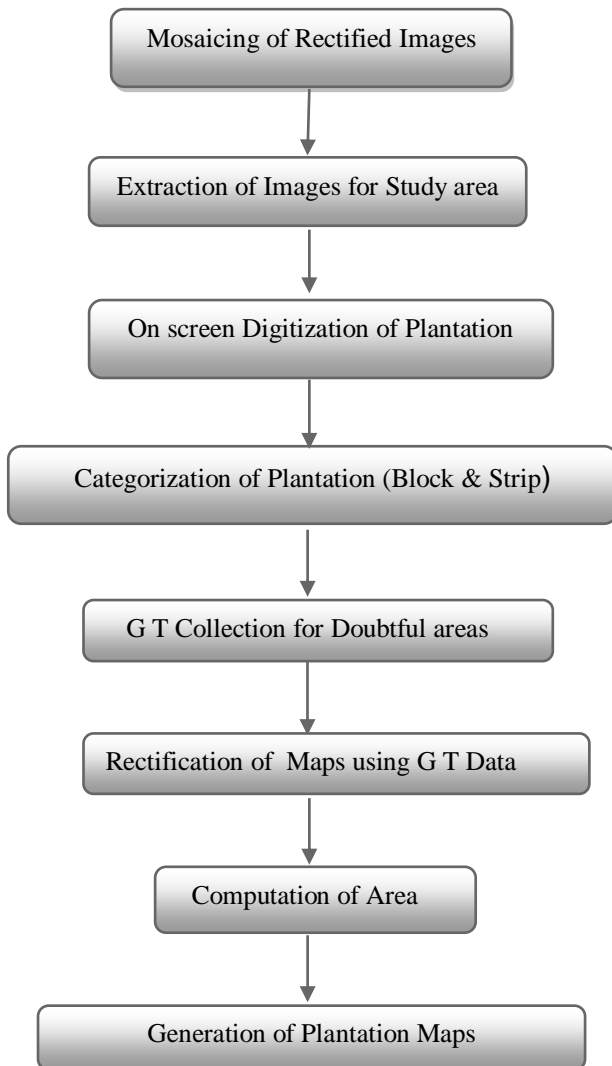 Mosaicing of Rectified Images
Extraction of Images for Study area
On screen Digitization of Plantation
Categorization of Plantation (Block & Strip)
G T Collection for Doubtful areas
Rectification of Maps using G T Data
Computation of Area
Generation of Plantation Maps